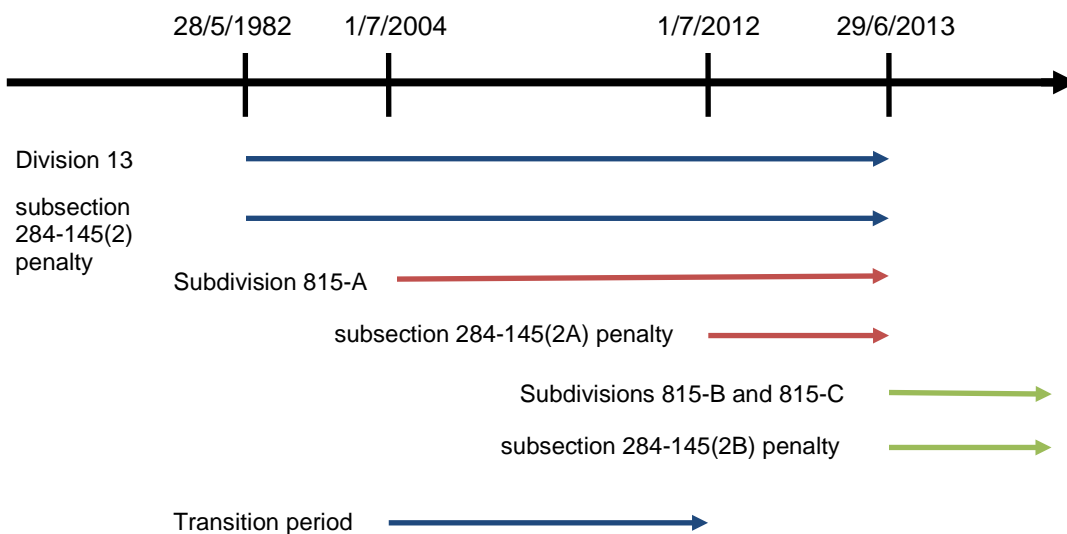 28/5/1982 1/7/2004 1/7/2012 29/6/2013
Division 13
subsection
284-145(2)
penalty
Subdivision 815-A
subsection 284-145(2A) penalty
Subdivisions 815-B and 815-C
subsection 284-145(2B) penalty
Transition period